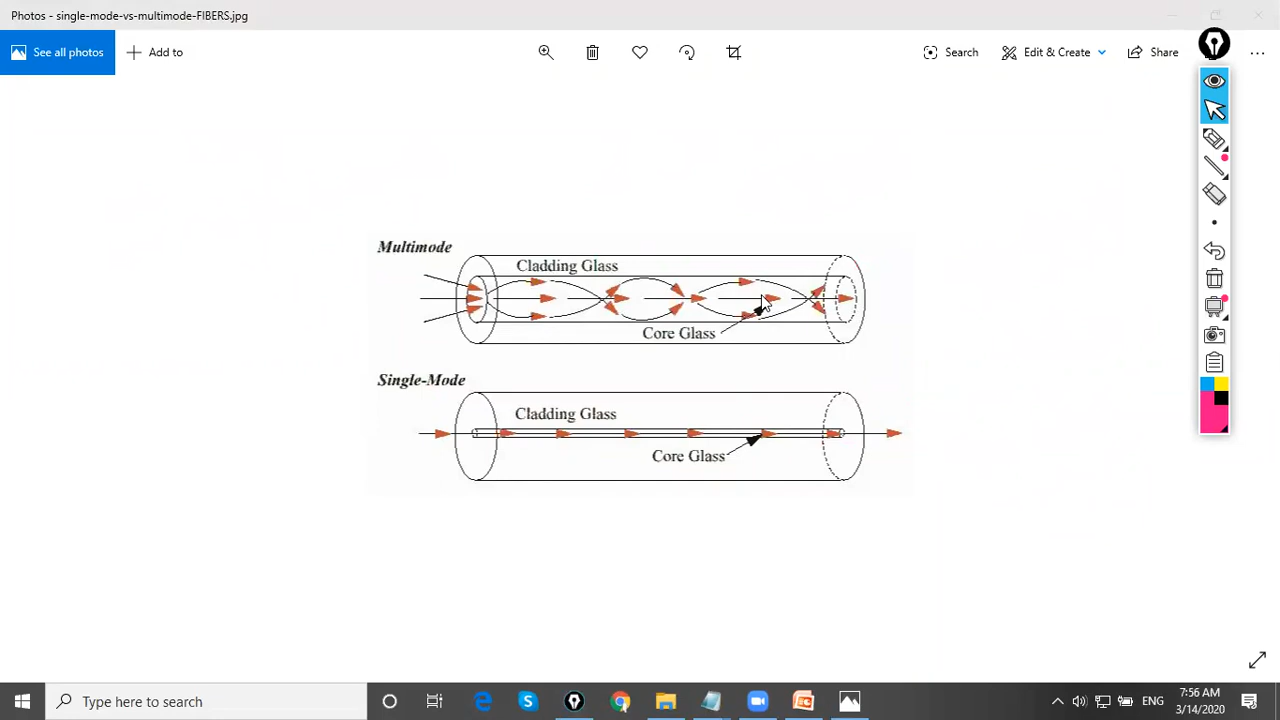 Photos - single-mode-vs-multimode-FIBERS.jpg
See all photos
Add to
Search
Edit & Create
Share
Multimode
Cladding Glass
Core Glass
Single-Mode
Cladding Glass
Core Glass
Type here to search
ENG
7:56 AM
3/14/2020